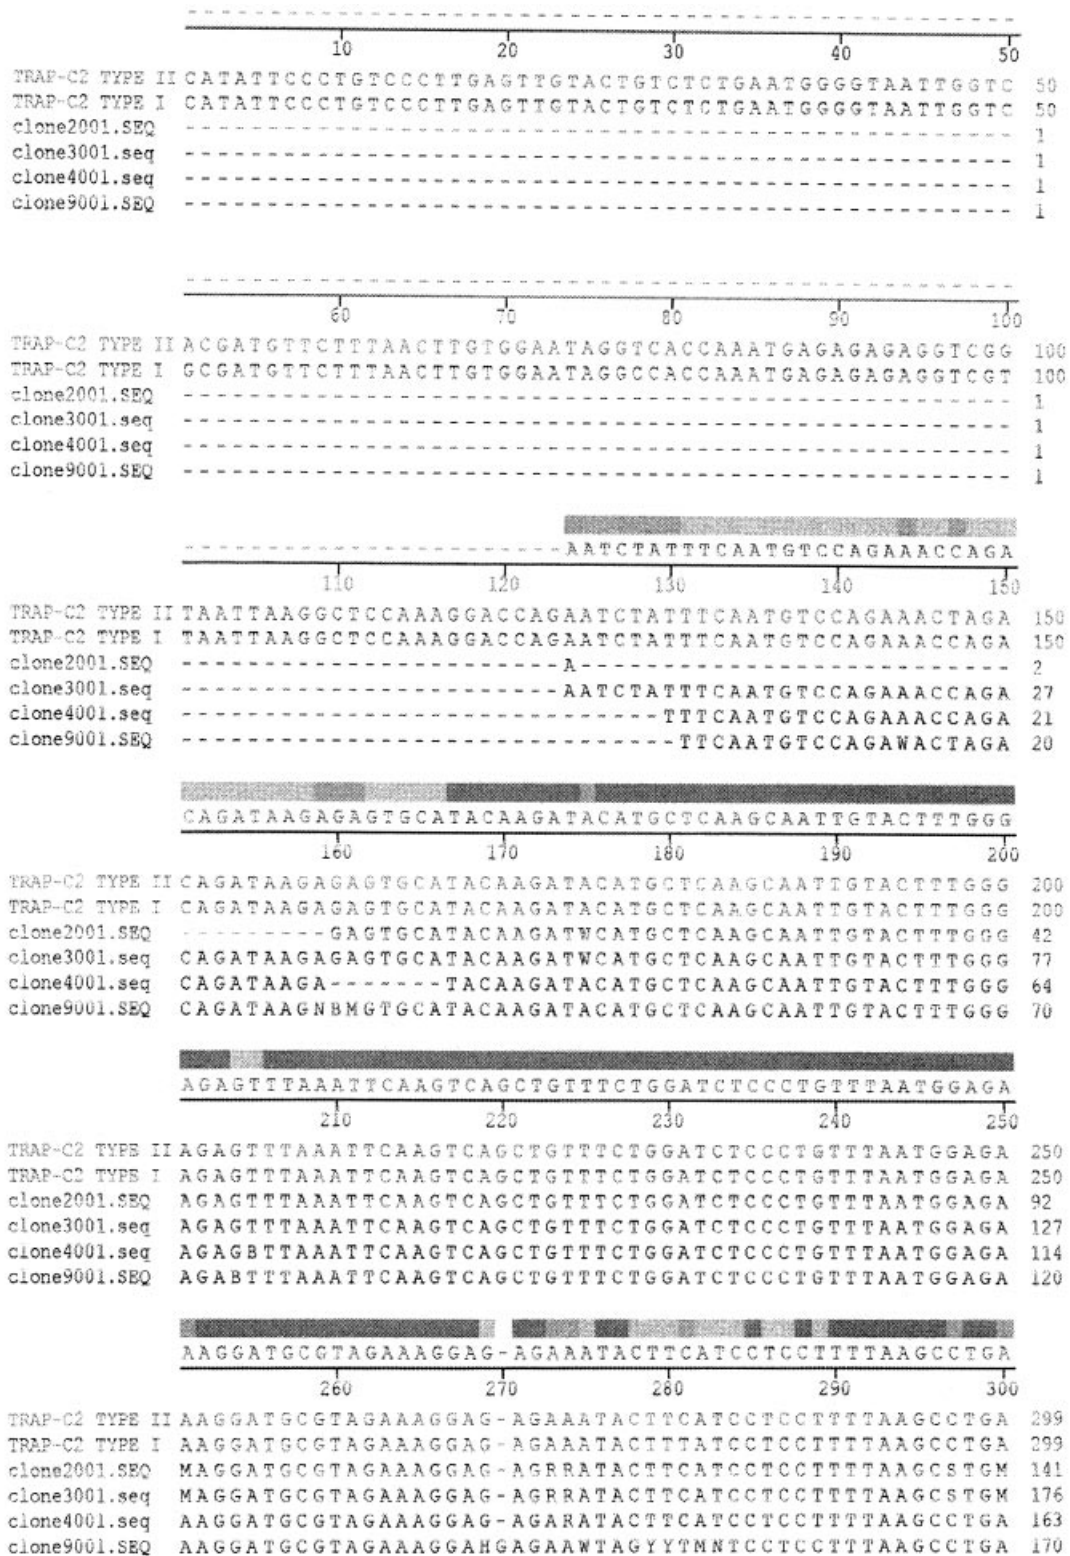 10 20 30 40 50
TRAP-C2 TYPE II CATATTCCCTGTCCCTTGAGTTGTACTGTCTCTGAATGGGGTAATTGGTC 50
TRAP-C2 TYPE I CATATTCCCTGTCCCTTGAGTTGTACTGTCTCTGAATGGGGTAATTGGTC 50
clone2001.SEQ -------------------------------------------------- 1
clone3001.seq -------------------------------------------------- 1
clone4001.seq -------------------------------------------------- 1
clone9001.SEQ -------------------------------------------------- 1
60 70 80 90 100
TRAP-C2 TYPE II ACGATGTTCTTTAACTTGTGGAATAGGTCACCAAATGAGAGAGAGGTCGG 100
TRAP-C2 TYPE I GCGATGTTCTTTAACTTGTGGAATAGGCCACCAAATGAGAGAGAGGTCGT 100
clone2001.SEQ -------------------------------------------------- 1
clone3001.seq -------------------------------------------------- 1
clone4001.seq -------------------------------------------------- 1
clone9001.SEQ -------------------------------------------------- 1
-----------------------AATCTATTTCAATGTCCAGAAACCAGA
110 120 130 140 150
TRAP-C2 TYPE II TAATTAAGGCTCCAAAGGACCAGAATCTATTTCAATGTCCAGAAACTAGA 150
TRAP-C2 TYPE I TAATTAAGGCTCCAAAGGACCAGAATCTATTTCAATGTCCAGAAACCAGA 150
clone2001.SEQ -----------------------A-------------------------- 2
clone3001.seq -----------------------AATCTATTTCAATGTCCAGAAACCAGA 27
clone4001.seq -----------------------------TTTCAATGTCCAGAAACCAGA 21
clone9001.SEQ ------------------------------TTCAATGTCCAGAWACTAGA 20
CAGATAAGAGAGTGCATACAAGATACATGCTCAAGCAATTGTACTTTGGG
160 170 180 190 200
TRAP-C2 TYPE II CAGATAAGAGAGTGCATACAAGATACATGCTCAAGCAATTGTACTTTGGG 200
TRAP-C2 TYPE I CAGATAAGAGAGTGCATACAAGATACATGCTCAAGCAATTGTACTTTGGG 200
clone2001.SEQ ---------GAGTGCATACAAGATWCATGCTCAAGCAATTGTACTTTGGG 42
clone3001.seq CAGATAAGAGAGTGCATACAAGATWCATGCTCAAGCAATTGTACTTTGGG 77
clone4001.seq CAGATAAGA-------TACAAGATACATGCTCAAGCAATTGTACTTTGGG 64
clone9001.SEQ CAGATAAGNBMGTGCATACAAGATACATGCTCAAGCAATTGTACTTTGGG 70
AGAGTTTAAATTCAAGTCAGCTGTTTCTGGATCTCCCTGTTTAATGGAGA
210 220 230 240 250
TRAP-C2 TYPE II AGAGTTTAAATTCAAGTCAGCTGTTTCTGGATCTCCCTGTTTAATGGAGA 250
TRAP-C2 TYPE I AGAGTTTAAATTCAAGTCAGCTGTTTCTGGATCTCCCTGTTTAATGGAGA 250
clone2001.SEQ AGAGTTTAAATTCAAGTCAGCTGTTTCTGGATCTCCCTGTTTAATGGAGA 92
clone3001.seq AGAGTTTAAATTCAAGTCAGCTGTTTCTGGATCTCCCTGTTTAATGGAGA 127
clone4001.seq AGAGBTTAAATTCAAGTCAGCTGTTTCTGGATCTCCCTGTTTAATGGAGA 114
clone9001.SEQ AGABTTTAAATTCAAGTCAGCTGTTTCTGGATCTCCCTGTTTAATGGAGA 120
AAGGATGCGTAGAAAGGAG-AGAAATACTTCATCCTCCTTTTAAGCCTGA
260 270 280 290 300
TRAP-C2 TYPE II AAGGATGCGTAGAAAGGAG-AGAAATACTTCATCCTCCTTTTAAGCCTGA 299
TRAP-C2 TYPE I AAGGATGCGTAGAAAGGAG-AGAAATACTTTATCCTCCTTTTAAGCCTGA 299
clone2001.SEQ MAGGATGCGTAGAAAGGAG-AGRRATACTTCATCCTCCTTTTAAGCSTGM 141
clone3001.seq MAGGATGCGTAGAAAGGAG-AGRRATACTTCATCCTCCTTTTAAGCSTGM 176
clone4001.seq AAGGATGCGTAGAAAGGAG-AGARATACTTCATCCTCCTTTTAAGCCTGA 163
clone9001.SEQ AAGGATGCGTAGAAAGGAHGAGAAWTAGYYTMNTCCTCCTTTAAGCCTGA 170